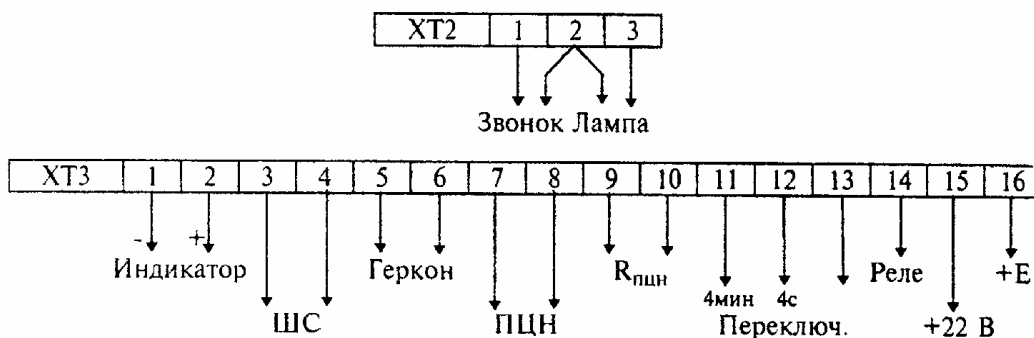 XT2 1 2 3
Звонок Лампа
XT3 1 2 3 4 5 6 7 8 9 10 11 12 13 14 15 16
- + Индикатор Геркон Rпцн Реле +E
4мин 4с
ШС ПЦН Переключ. +22 В